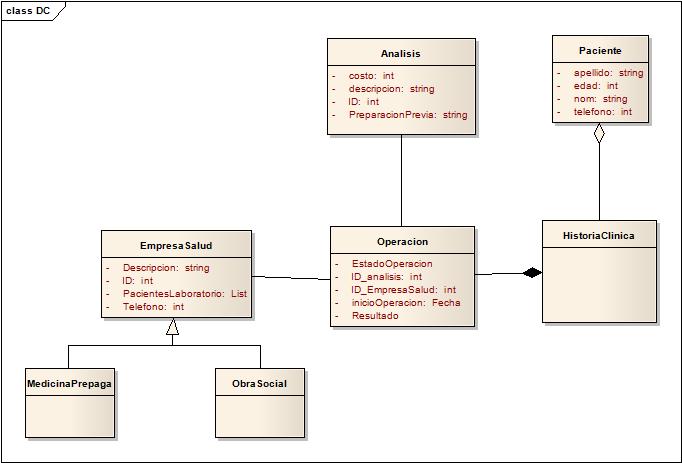 class DC
Analisis
- costo: int
- descripcion: string
- ID: int
- PreparacionPrevia: string
Paciente
- apellido: string
- edad: int
- nom: string
- telefono: int
EmpresaSalud
- Descripcion: string
- ID: int
- PacientesLaboratorio: List
- Telefono: int
Operacion
- EstadoOperacion
- ID_analisis: int
- ID_EmpresaSalud: int
- inicioOperacion: Fecha
- Resultado
HistoriaClinica
MedicinaPrepaga
ObraSocial